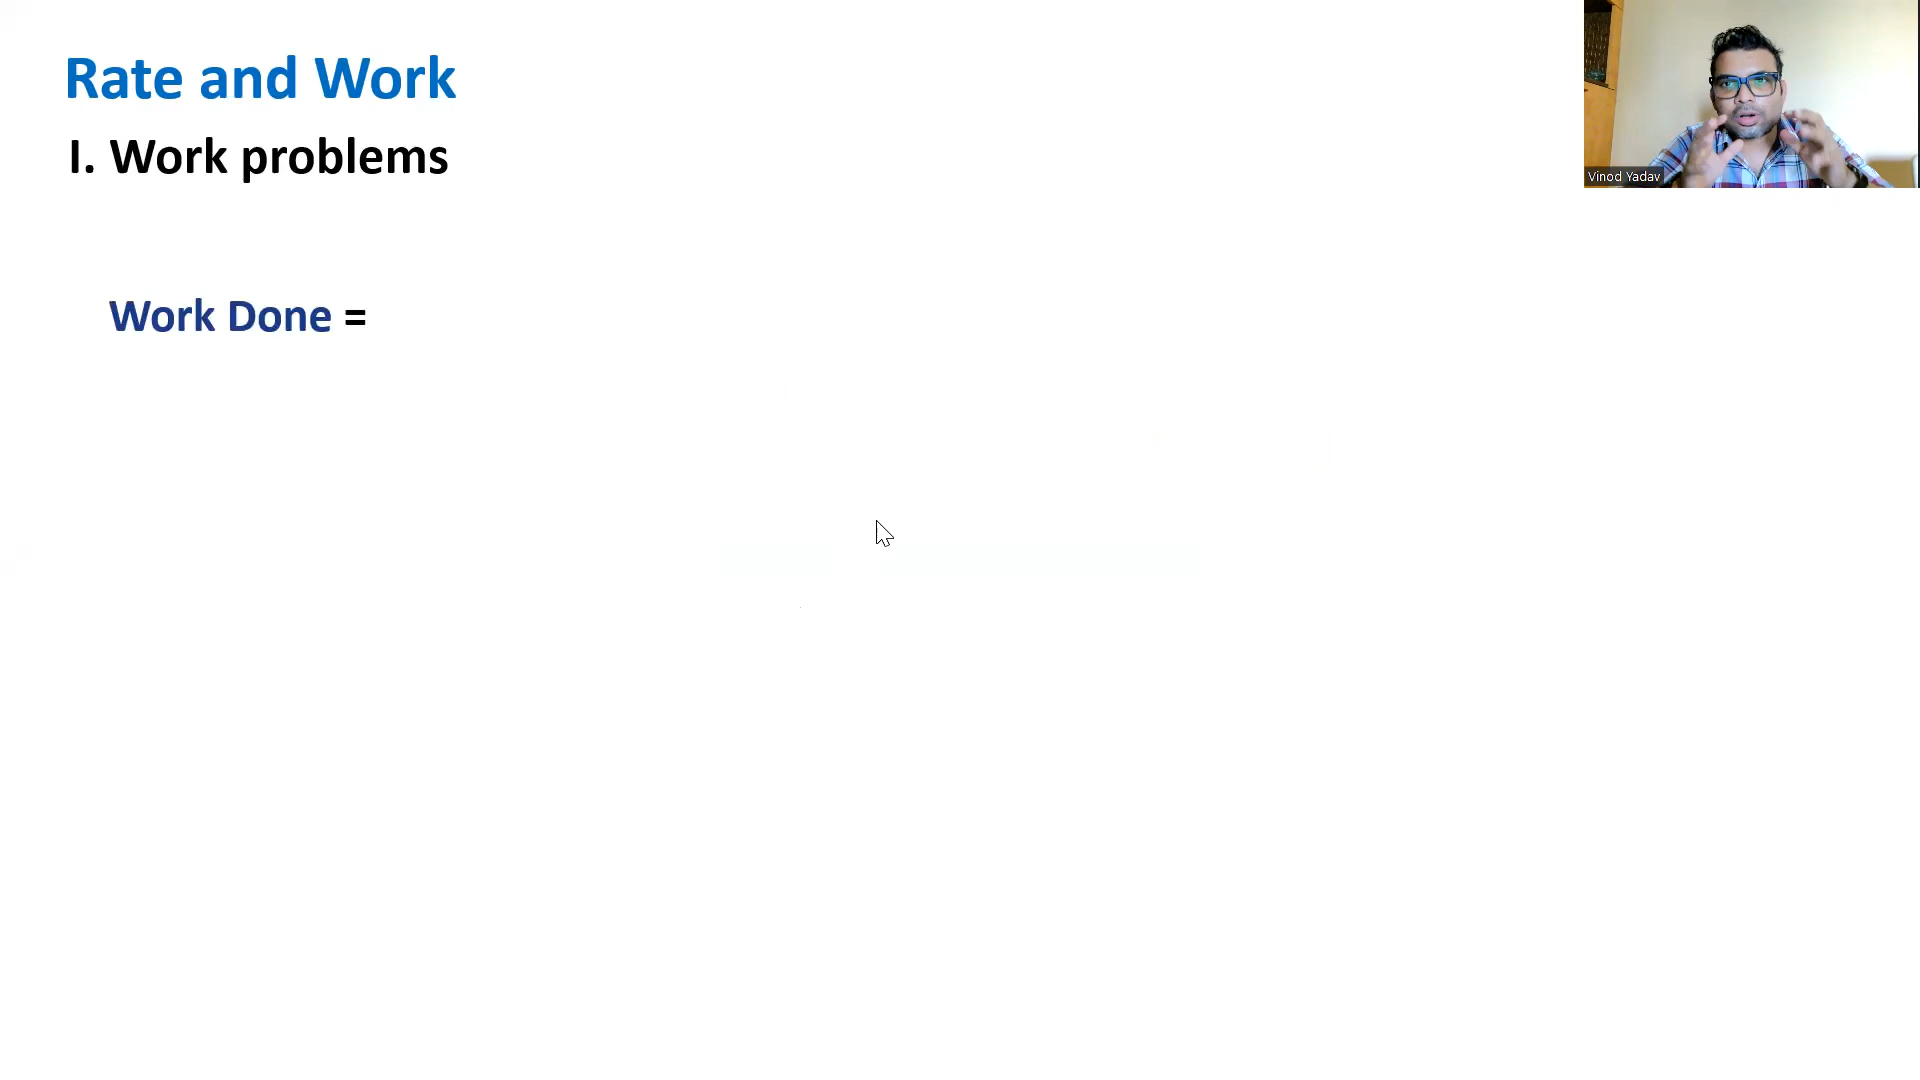 Rate and Work
I. Work problems
Work Done =
Vinod Yadav